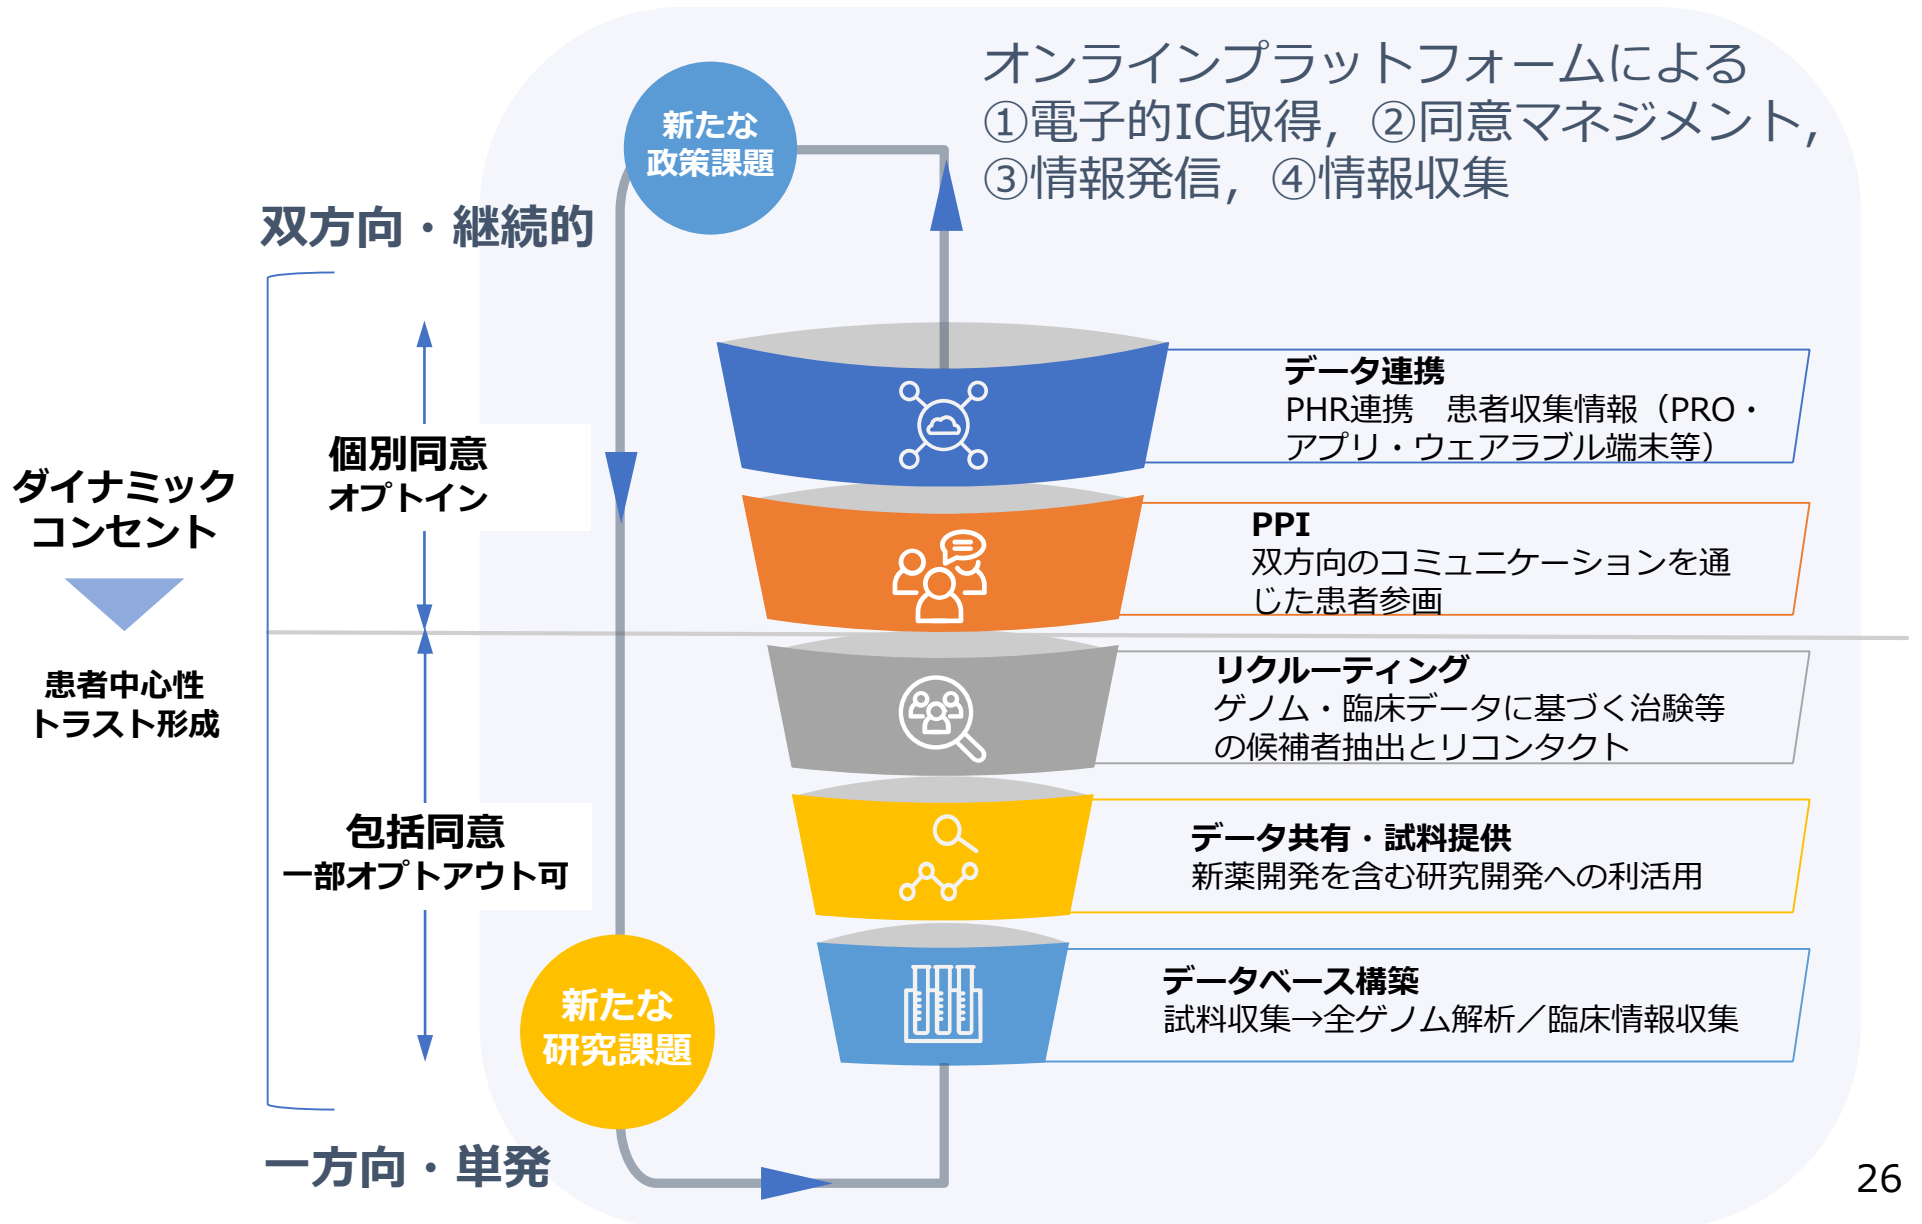 オンラインプラットフォームによる
①電子的IC取得，②同意マネジメント，
③情報発信，④情報収集
新たな
政策課題
双方向・継続的
データ連携
PHR連携　患者収集情報（PRO・
アプリ・ウェアラブル端末等）
個別同意
オプトイン
ダイナミック
コンセント
PPI
双方向のコミュニケーションを通
じた患者参画
患者中心性
トラスト形成
リクルーティング
ゲノム・臨床データに基づく治験等
の候補者抽出とリコンタクト
包括同意
一部オプトアウト可
データ共有・試料提供
新薬開発を含む研究開発への利活用
新たな
研究課題
データベース構築
試料収集→全ゲノム解析／臨床情報収集
一方向・単発
26